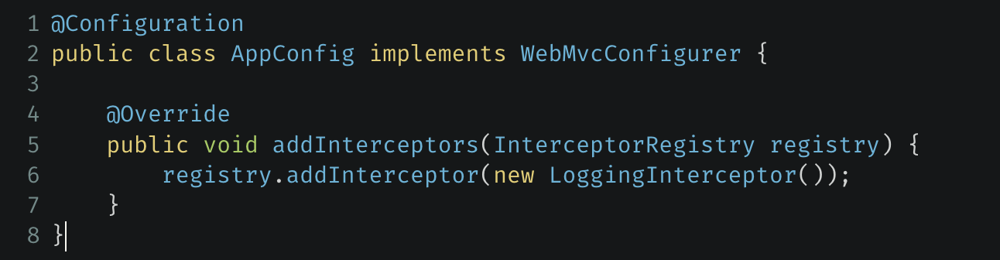 1 @Configuration
2 public class AppConfig implements WebMvcConfigurer {
3
4     @Override
5     public void addInterceptors(InterceptorRegistry registry) {
6         registry.addInterceptor(new LoggingInterceptor());
7     }
8 }